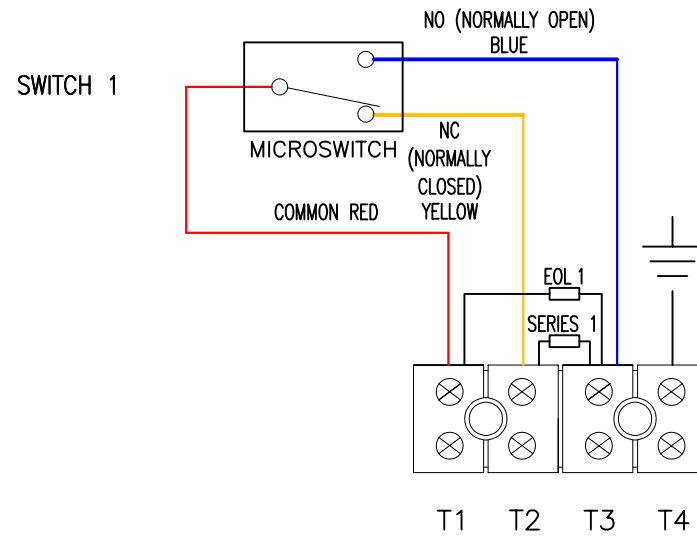 NO (NORMALLY OPEN)
BLUE
SWITCH 1
MICROSWITCH
NC
(NORMALLY
CLOSED)
YELLOW
COMMON RED
EOL 1
SERIES 1
T1 T2 T3 T4